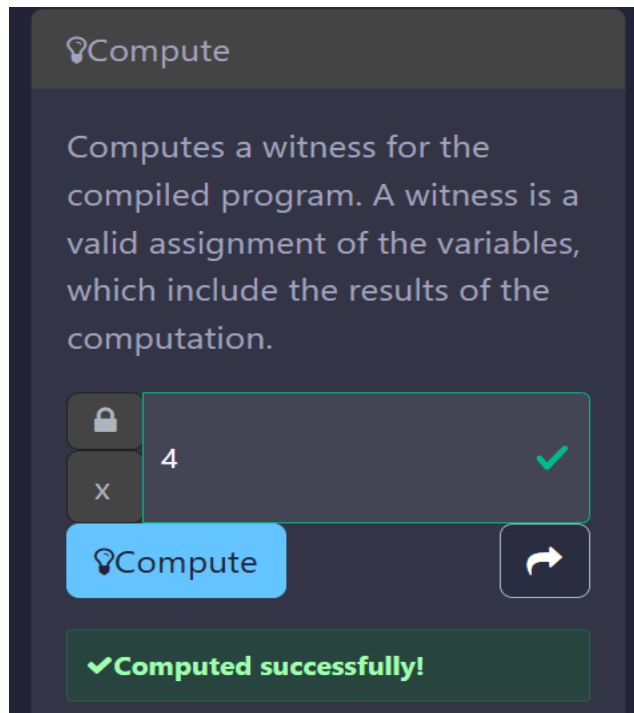 Compute
Computes a witness for the
compiled program. A witness is a
valid assignment of the variables,
which include the results of the
computation.
4
x
Compute
Computed successfully!